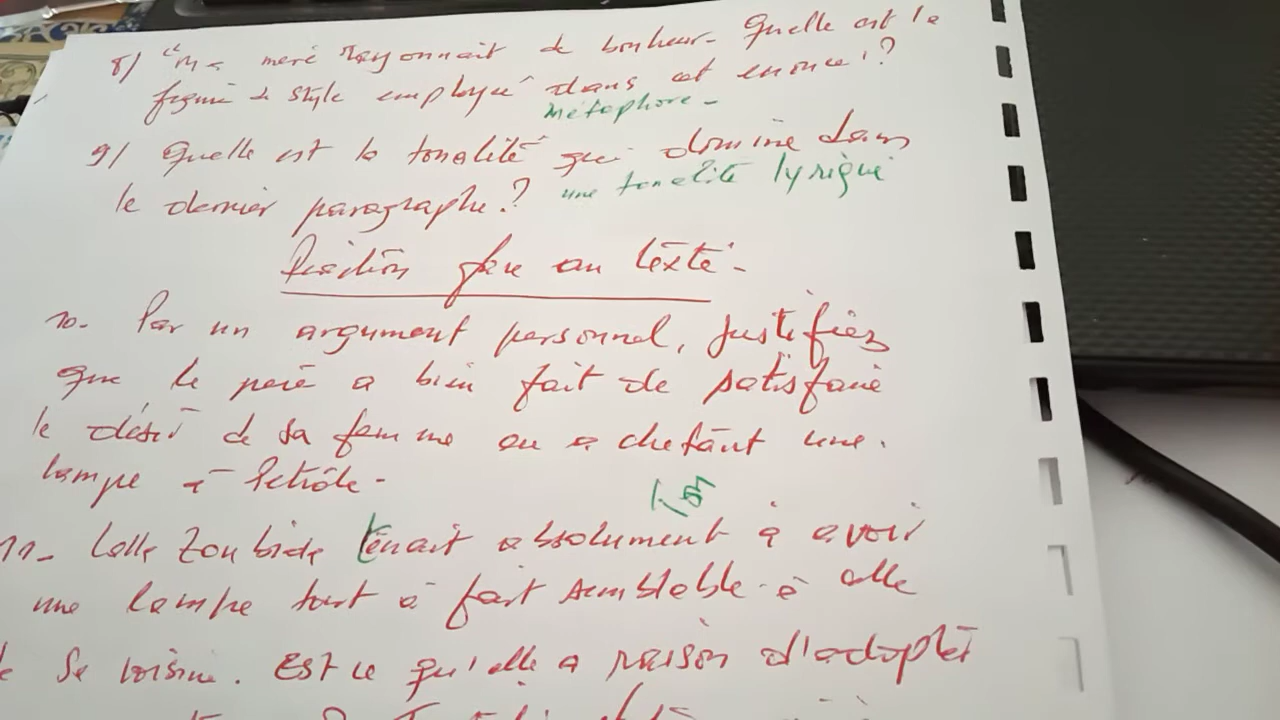 8/ "Ma mère rayonnait de bonheur. Quelle est la
figure de style employé dans cet énoncé ?
métaphore -
9/ Quelle est la tonalité qui domine dans
le dernier paragraphe ? une tonalité lyrique
Réaction face au texte -
10- Par un argument personnel, justifiez
que le père a bien fait de satisfaire
le désir de sa femme en achetant une
lampe à Pétrole -
11- Lalla Zoubida tenait absolument à avoir
une lampe tout à fait semblable à celle
de sa voisine. Est ce qu'elle a raison d'adopter